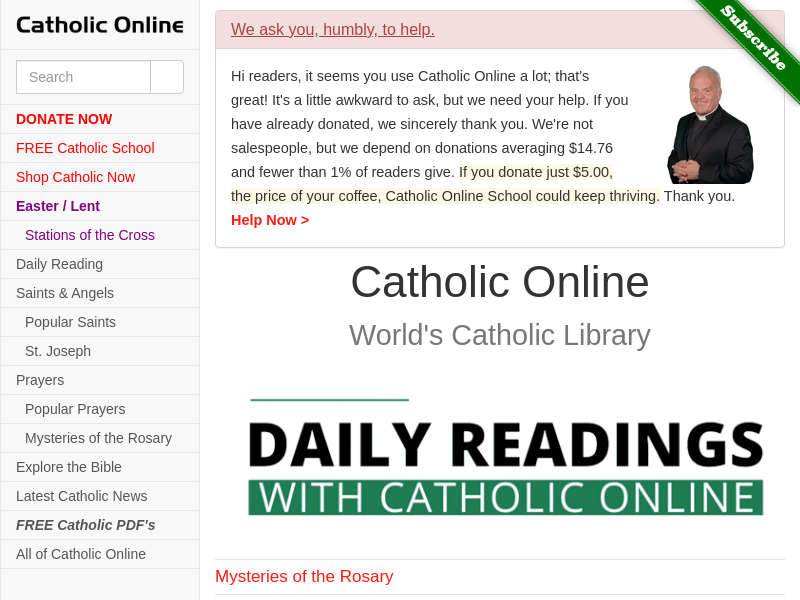 Catholic Online
Search
DONATE NOW
FREE Catholic School
Shop Catholic Now
Easter / Lent
Stations of the Cross
Daily Reading
Saints & Angels
Popular Saints
St. Joseph
Prayers
Popular Prayers
Mysteries of the Rosary
Explore the Bible
Latest Catholic News
FREE Catholic PDF's
All of Catholic Online
We ask you, humbly, to help.
Subscribe
Hi readers, it seems you use Catholic Online a lot; that's
great! It's a little awkward to ask, but we need your help. If you
have already donated, we sincerely thank you. We're not
salespeople, but we depend on donations averaging $14.76
and fewer than 1% of readers give. If you donate just $5.00,
the price of your coffee, Catholic Online School could keep thriving. Thank you.
Help Now >
Catholic Online
World's Catholic Library
DAILY READINGS
WITH CATHOLIC ONLINE
Mysteries of the Rosary